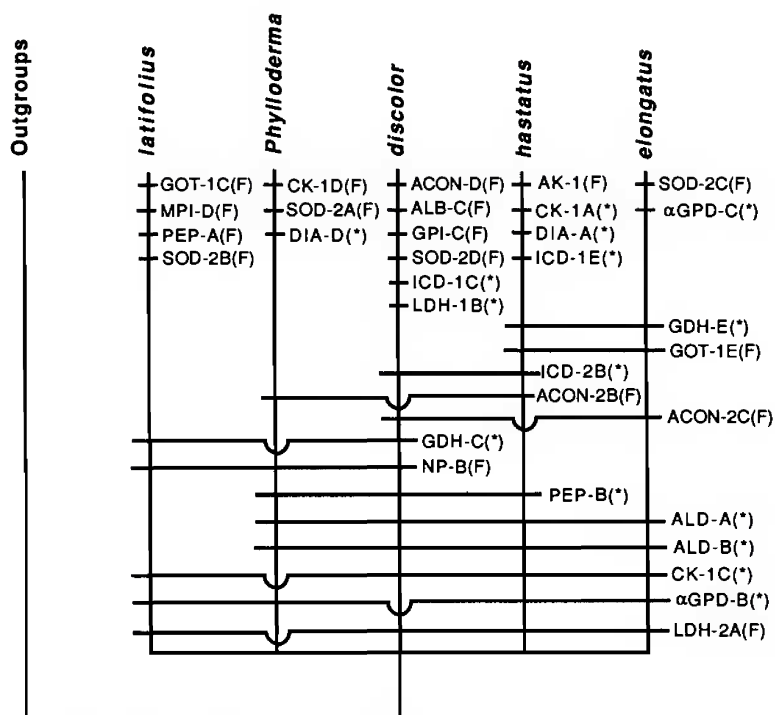 Outgroups
latifolius
Phylloderma
discolor
hastatus
elongatus
GOT-1C(F) CK-1D(F) ACON-D(F) AK-1(F) SOD-2C(F)
MPI-D(F) SOD-2A(F) ALB-C(F) CK-1A(*) αGPD-C(*)
PEP-A(F) DIA-D(*) GPI-C(F) DIA-A(*)
SOD-2B(F) SOD-2D(F) ICD-1E(*)
ICD-1C(*)
LDH-1B(*)
GDH-E(*)
GOT-1E(F)
ICD-2B(*)
ACON-2B(F)
ACON-2C(F)
GDH-C(*)
NP-B(F)
PEP-B(*)
ALD-A(*)
ALD-B(*)
CK-1C(*)
αGPD-B(*)
LDH-2A(F)